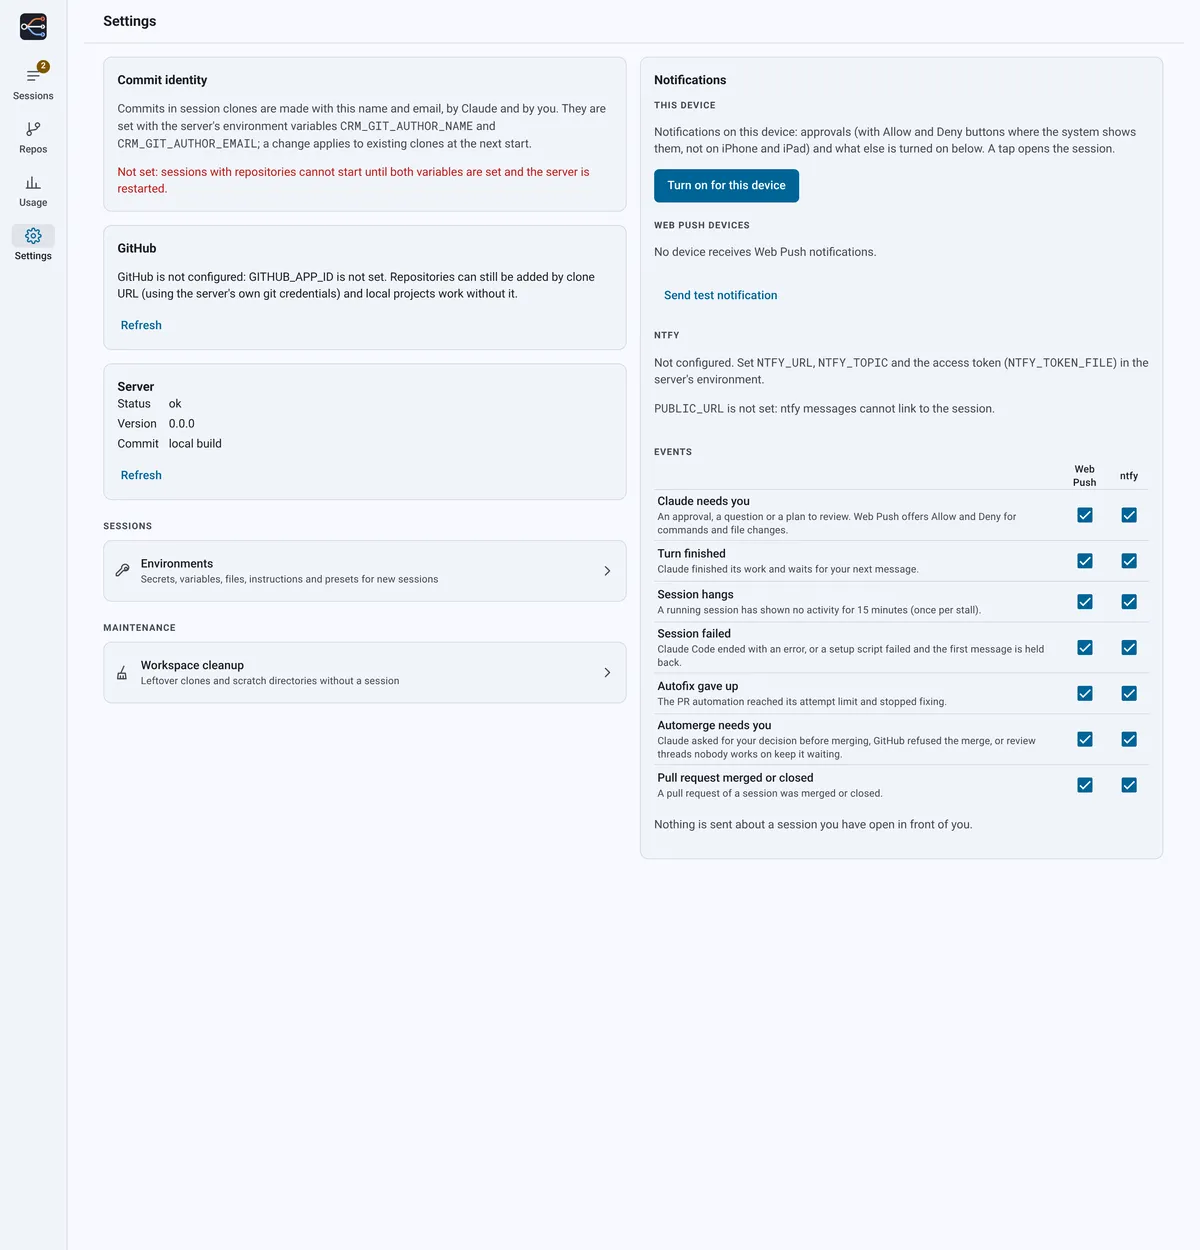 Settings
2
Sessions
Repos
Usage
Settings
Commit identity
Commits in session clones are made with this name and email, by Claude and by you. They are
set with the server's environment variables CRM_GIT_AUTHOR_NAME and
CRM_GIT_AUTHOR_EMAIL; a change applies to existing clones at the next start.
Not set: sessions with repositories cannot start until both variables are set and the server is
restarted.
GitHub
GitHub is not configured: GITHUB_APP_ID is not set. Repositories can still be added by clone
URL (using the server's own git credentials) and local projects work without it.
Refresh
Server
Status ok
Version 0.0.0
Commit local build
Refresh
SESSIONS
Environments
Secrets, variables, files, instructions and presets for new sessions
MAINTENANCE
Workspace cleanup
Leftover clones and scratch directories without a session
Notifications
THIS DEVICE
Notifications on this device: approvals (with Allow and Deny buttons where the system shows
them, not on iPhone and iPad) and what else is turned on below. A tap opens the session.
Turn on for this device
WEB PUSH DEVICES
No device receives Web Push notifications.
Send test notification
NTFY
Not configured. Set NTFY_URL, NTFY_TOPIC and the access token (NTFY_TOKEN_FILE) in the
server's environment.
PUBLIC_URL is not set: ntfy messages cannot link to the session.
EVENTS
Web
Push
ntfy
Claude needs you
An approval, a question or a plan to review. Web Push offers Allow and Deny for
commands and file changes.
Turn finished
Claude finished its work and waits for your next message.
Session hangs
A running session has shown no activity for 15 minutes (once per stall).
Session failed
Claude Code ended with an error, or a setup script failed and the first message is held
back.
Autofix gave up
The PR automation reached its attempt limit and stopped fixing.
Automerge needs you
Claude asked for your decision before merging, GitHub refused the merge, or review
threads nobody works on keep it waiting.
Pull request merged or closed
A pull request of a session was merged or closed.
Nothing is sent about a session you have open in front of you.